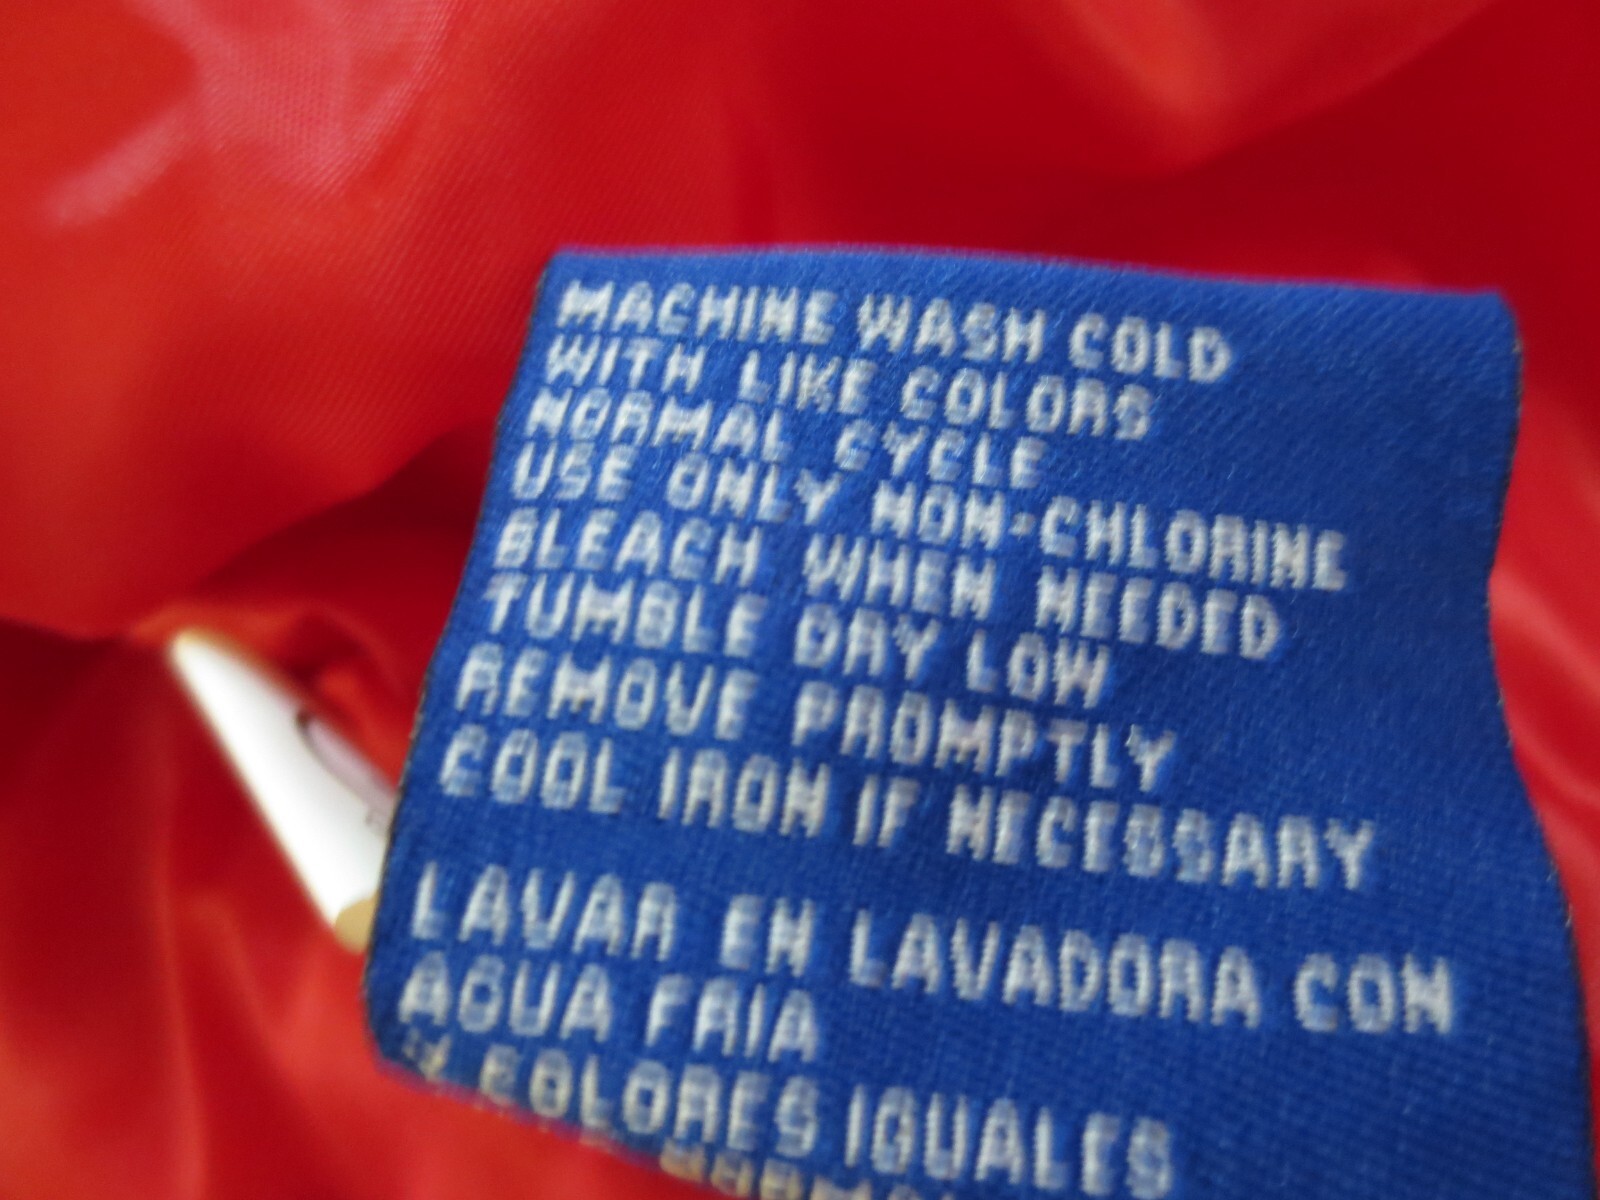 MACHINE WASH COLD
WITH LIKE COLORS
NORMAL CYCLE
USE ONLY NON-CHLORINE
BLEACH WHEN NEEDED
TUMBLE DRY LOW
REMOVE PROMPTLY
COOL IRON IF NECESSARY
LAVAR EN LAVADORA CON
AGUA FRIA
Y COLORES IGUALES